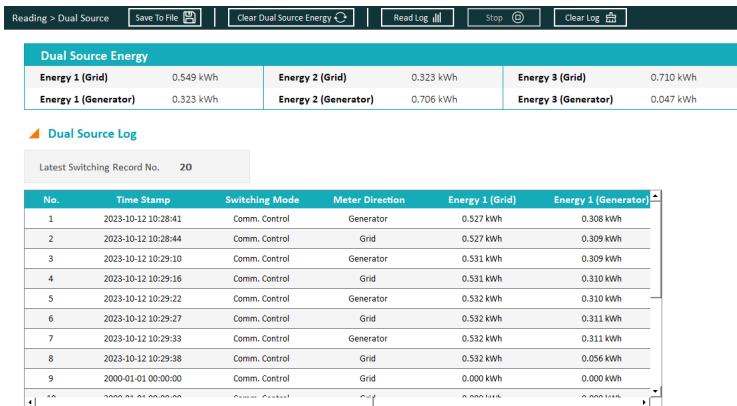 Reading > Dual Source Save To File Clear Dual Source Energy Read Log Stop Clear Log
Dual Source Energy
Energy 1 (Grid) 0.549 kWh Energy 2 (Grid) 0.323 kWh Energy 3 (Grid) 0.710 kWh
Energy 1 (Generator) 0.323 kWh Energy 2 (Generator) 0.706 kWh Energy 3 (Generator) 0.047 kWh
Dual Source Log
Latest Switching Record No. 20
No. Time Stamp Switching Mode Meter Direction Energy 1 (Grid) Energy 1 (Generator)
1 2023-10-12 10:28:41 Comm. Control Generator 0.527 kWh 0.308 kWh
2 2023-10-12 10:28:44 Comm. Control Grid 0.527 kWh 0.309 kWh
3 2023-10-12 10:29:10 Comm. Control Generator 0.531 kWh 0.309 kWh
4 2023-10-12 10:29:16 Comm. Control Grid 0.531 kWh 0.310 kWh
5 2023-10-12 10:29:22 Comm. Control Generator 0.532 kWh 0.310 kWh
6 2023-10-12 10:29:27 Comm. Control Grid 0.532 kWh 0.311 kWh
7 2023-10-12 10:29:33 Comm. Control Generator 0.532 kWh 0.311 kWh
8 2023-10-12 10:29:38 Comm. Control Grid 0.532 kWh 0.056 kWh
9 2000-01-01 00:00:00 Comm. Control Grid 0.000 kWh 0.000 kWh